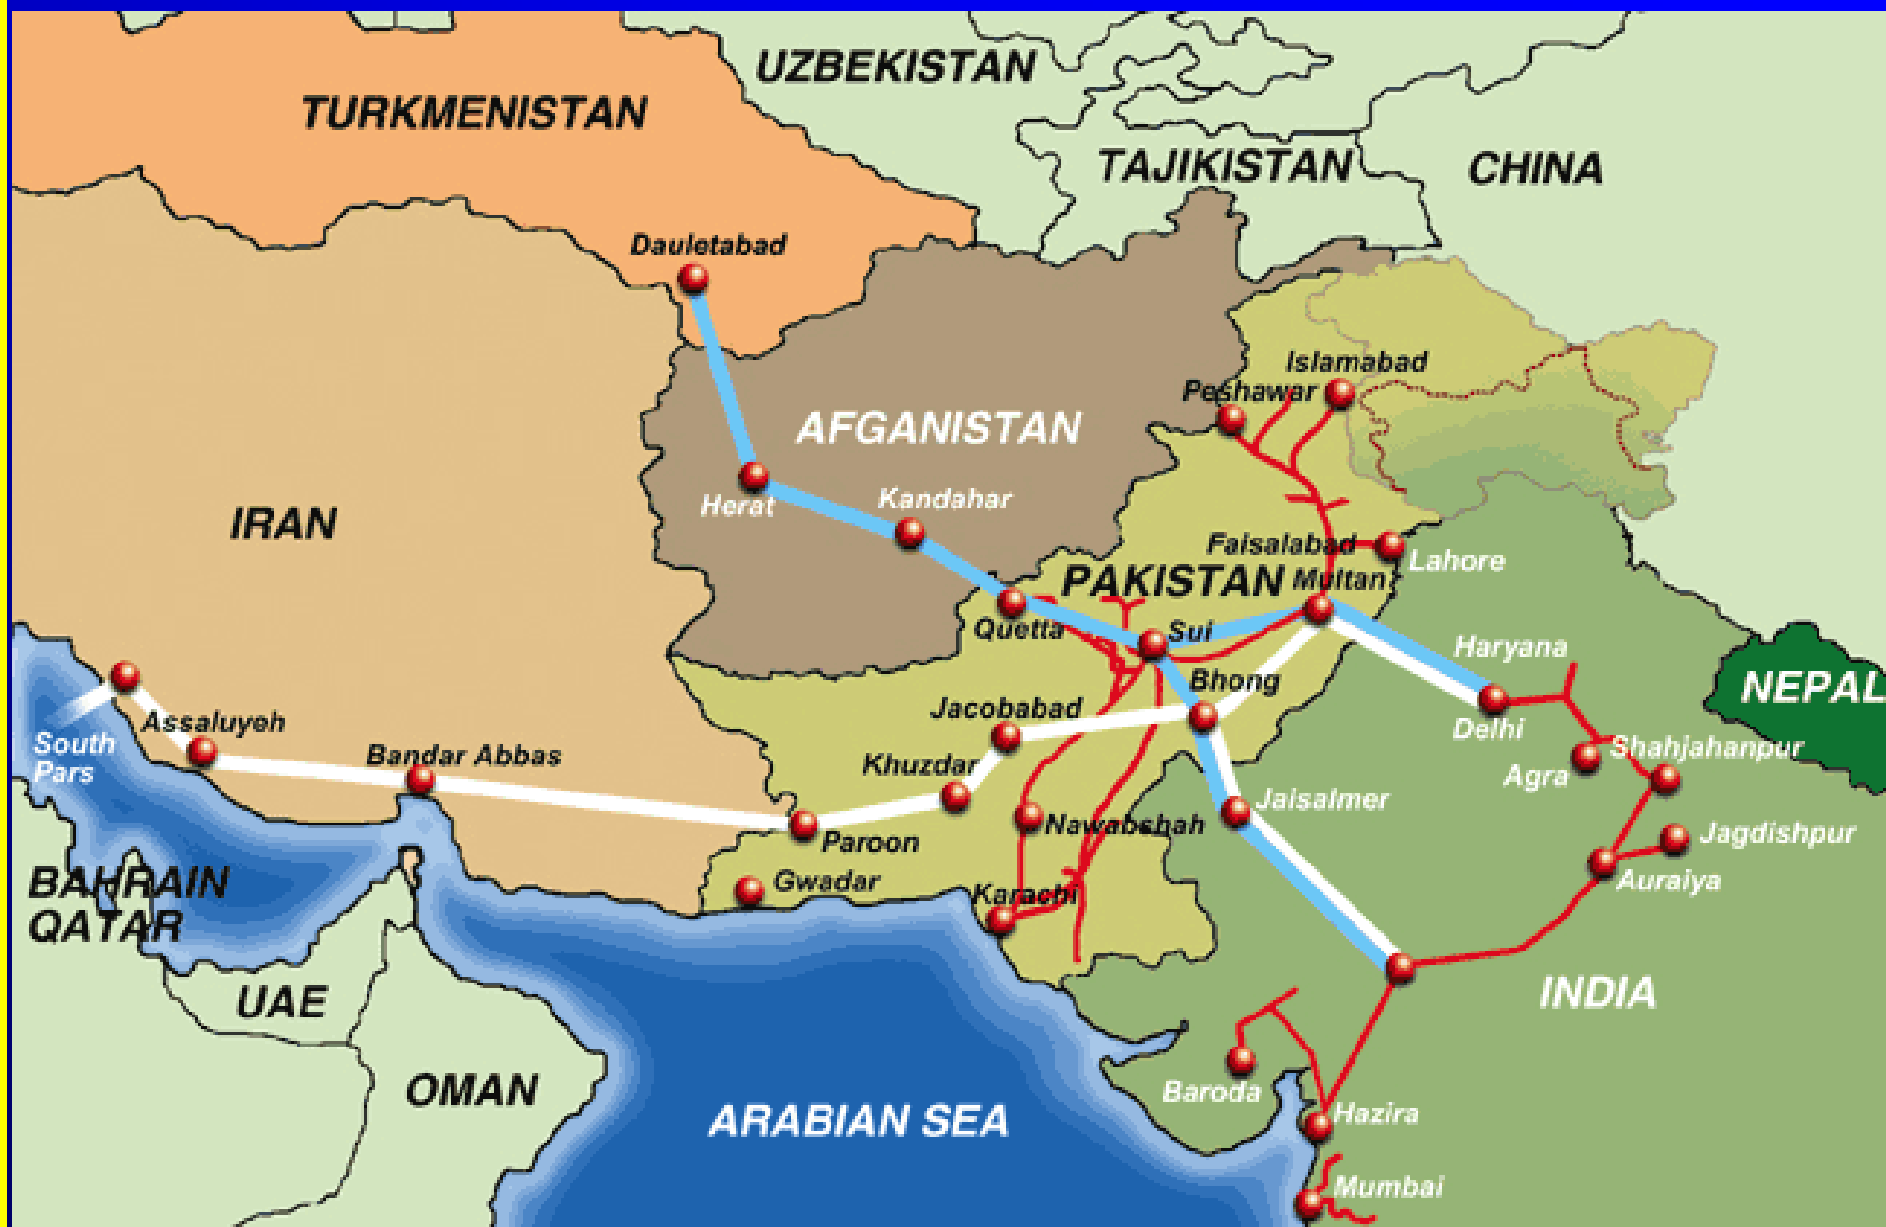 UZBEKISTAN
TURKMENISTAN
TAJIKISTAN
CHINA
Dauletabad
Islamabad
Peshawar
AFGANISTAN
Herat
Kandahar
IRAN
Faisalabad
Lahore
PAKISTAN
Multan
Quetta
Sui
Haryana
Bhong
NEPAL
Jacobabad
Assaluyeh
Delhi
South
Pars
Bandar Abbas
Khuzdar
Shahjahanpur
Agra
Jaisalmer
Nawabshah
Paroon
Jagdishpur
Gwadar
Karachi
Auraiya
BAHRAIN
QATAR
UAE
INDIA
OMAN
Baroda
ARABIAN SEA
Hazira
Mumbai